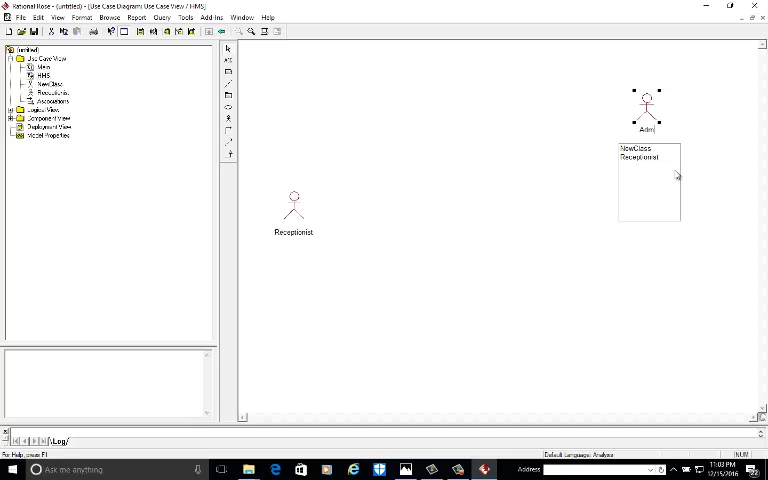 Rational Rose - (untitled) - [Use Case Diagram: Use Case View / HMS]
File Edit View Format Browse Report Query Tools Add-Ins Window Help
(untitled)
Use Case View
Main
HMS
NewClass
Receptionist
Associations
Logical View
Component View
Deployment View
Model Properties
ABC
Adm
NewClass
Receptionist
Receptionist
Log
For Help, press F1
Default Language: Analysis
NUM
Ask me anything
Address
11:03 PM
12/15/2016
22